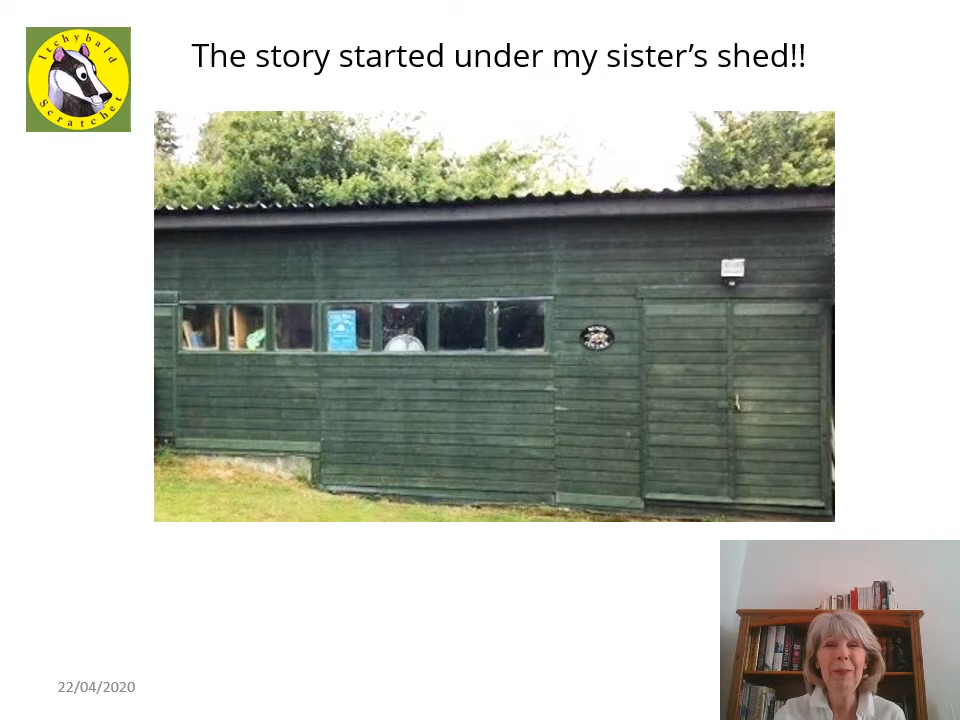 Itchybald
Scratchet
The story started under my sister’s shed!!
22/04/2020